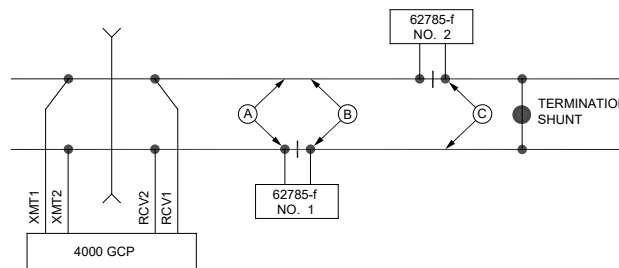 62785-f
NO. 2
A
B
C
TERMINATION
SHUNT
XMT1
XMT2
RCV2
RCV1
62785-f
NO. 1
4000 GCP